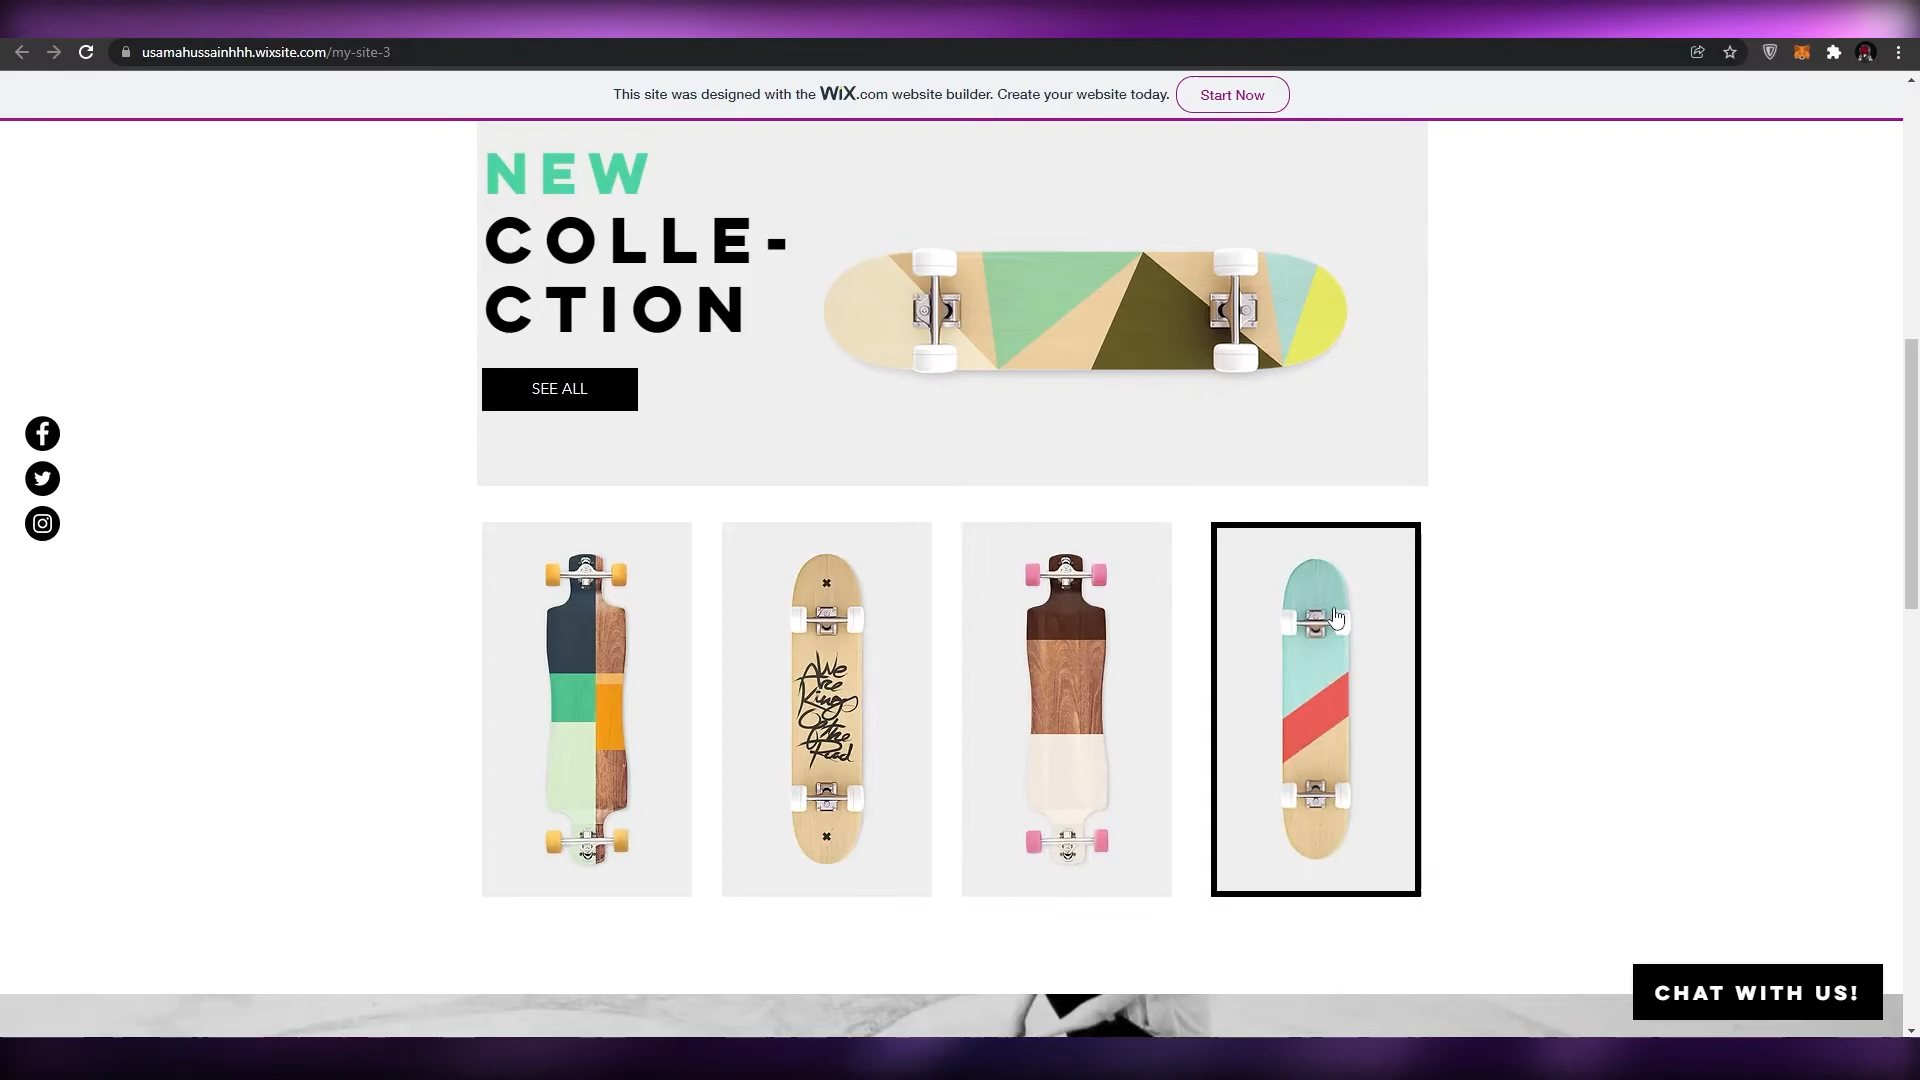 usamahussainhhh.wixsite.com/my-site-3
This site was designed with the WiX.com website builder. Create your website today. Start Now
NEW
COLLE-
CTION
SEE ALL
We
Are
Kings
Of the
Road
CHAT WITH US!